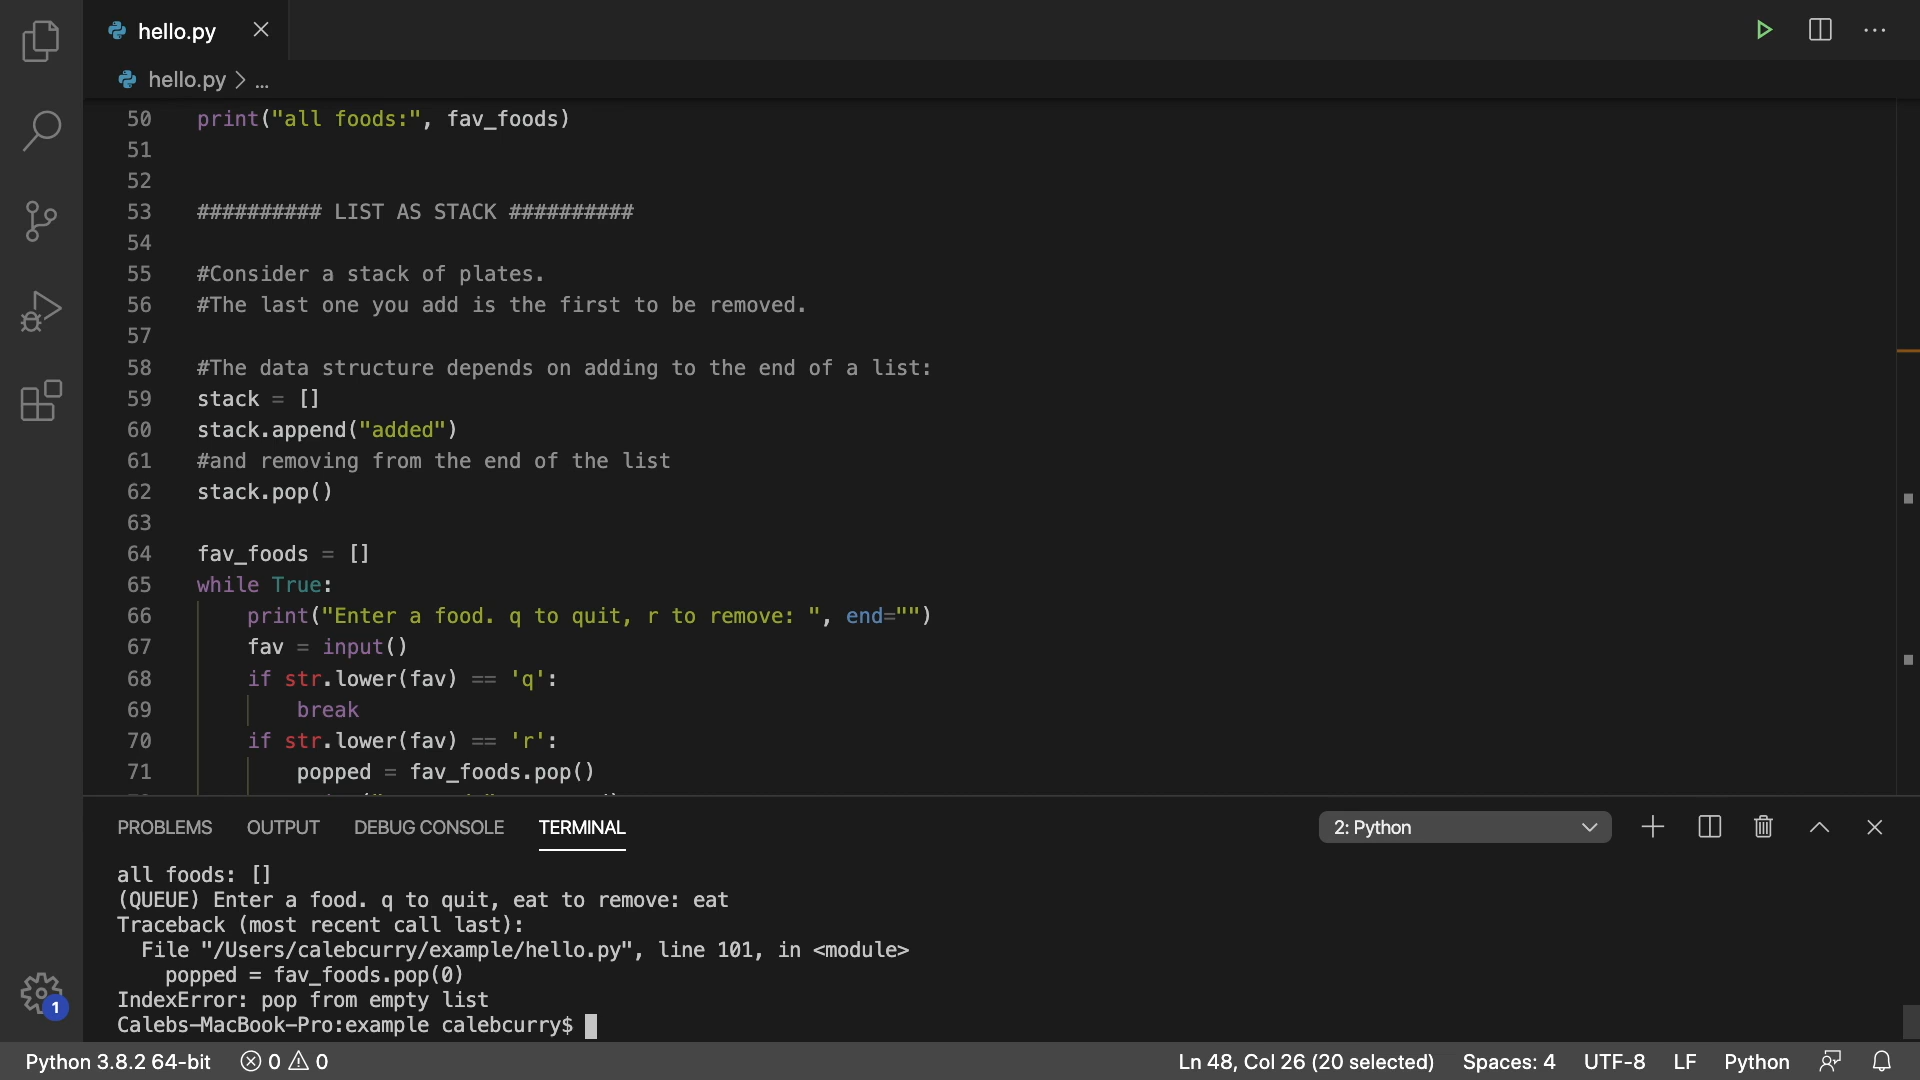 hello.py
hello.py > ...
50 print("all foods:", fav_foods)
51
52
53 ########## LIST AS STACK ##########
54
55 #Consider a stack of plates.
56 #The last one you add is the first to be removed.
57
58 #The data structure depends on adding to the end of a list:
59 stack = []
60 stack.append("added")
61 #and removing from the end of the list
62 stack.pop()
63
64 fav_foods = []
65 while True:
66     print("Enter a food. q to quit, r to remove: ", end="")
67     fav = input()
68     if str.lower(fav) == 'q':
69         break
70     if str.lower(fav) == 'r':
71         popped = fav_foods.pop()
PROBLEMS OUTPUT DEBUG CONSOLE TERMINAL 2: Python
all foods: []
(QUEUE) Enter a food. q to quit, eat to remove: eat
Traceback (most recent call last):
  File "/Users/calebcurry/example/hello.py", line 101, in <module>
    popped = fav_foods.pop(0)
IndexError: pop from empty list
Calebs-MacBook-Pro:example calebcurry$
1
Python 3.8.2 64-bit 0 0 Ln 48, Col 26 (20 selected) Spaces: 4 UTF-8 LF Python